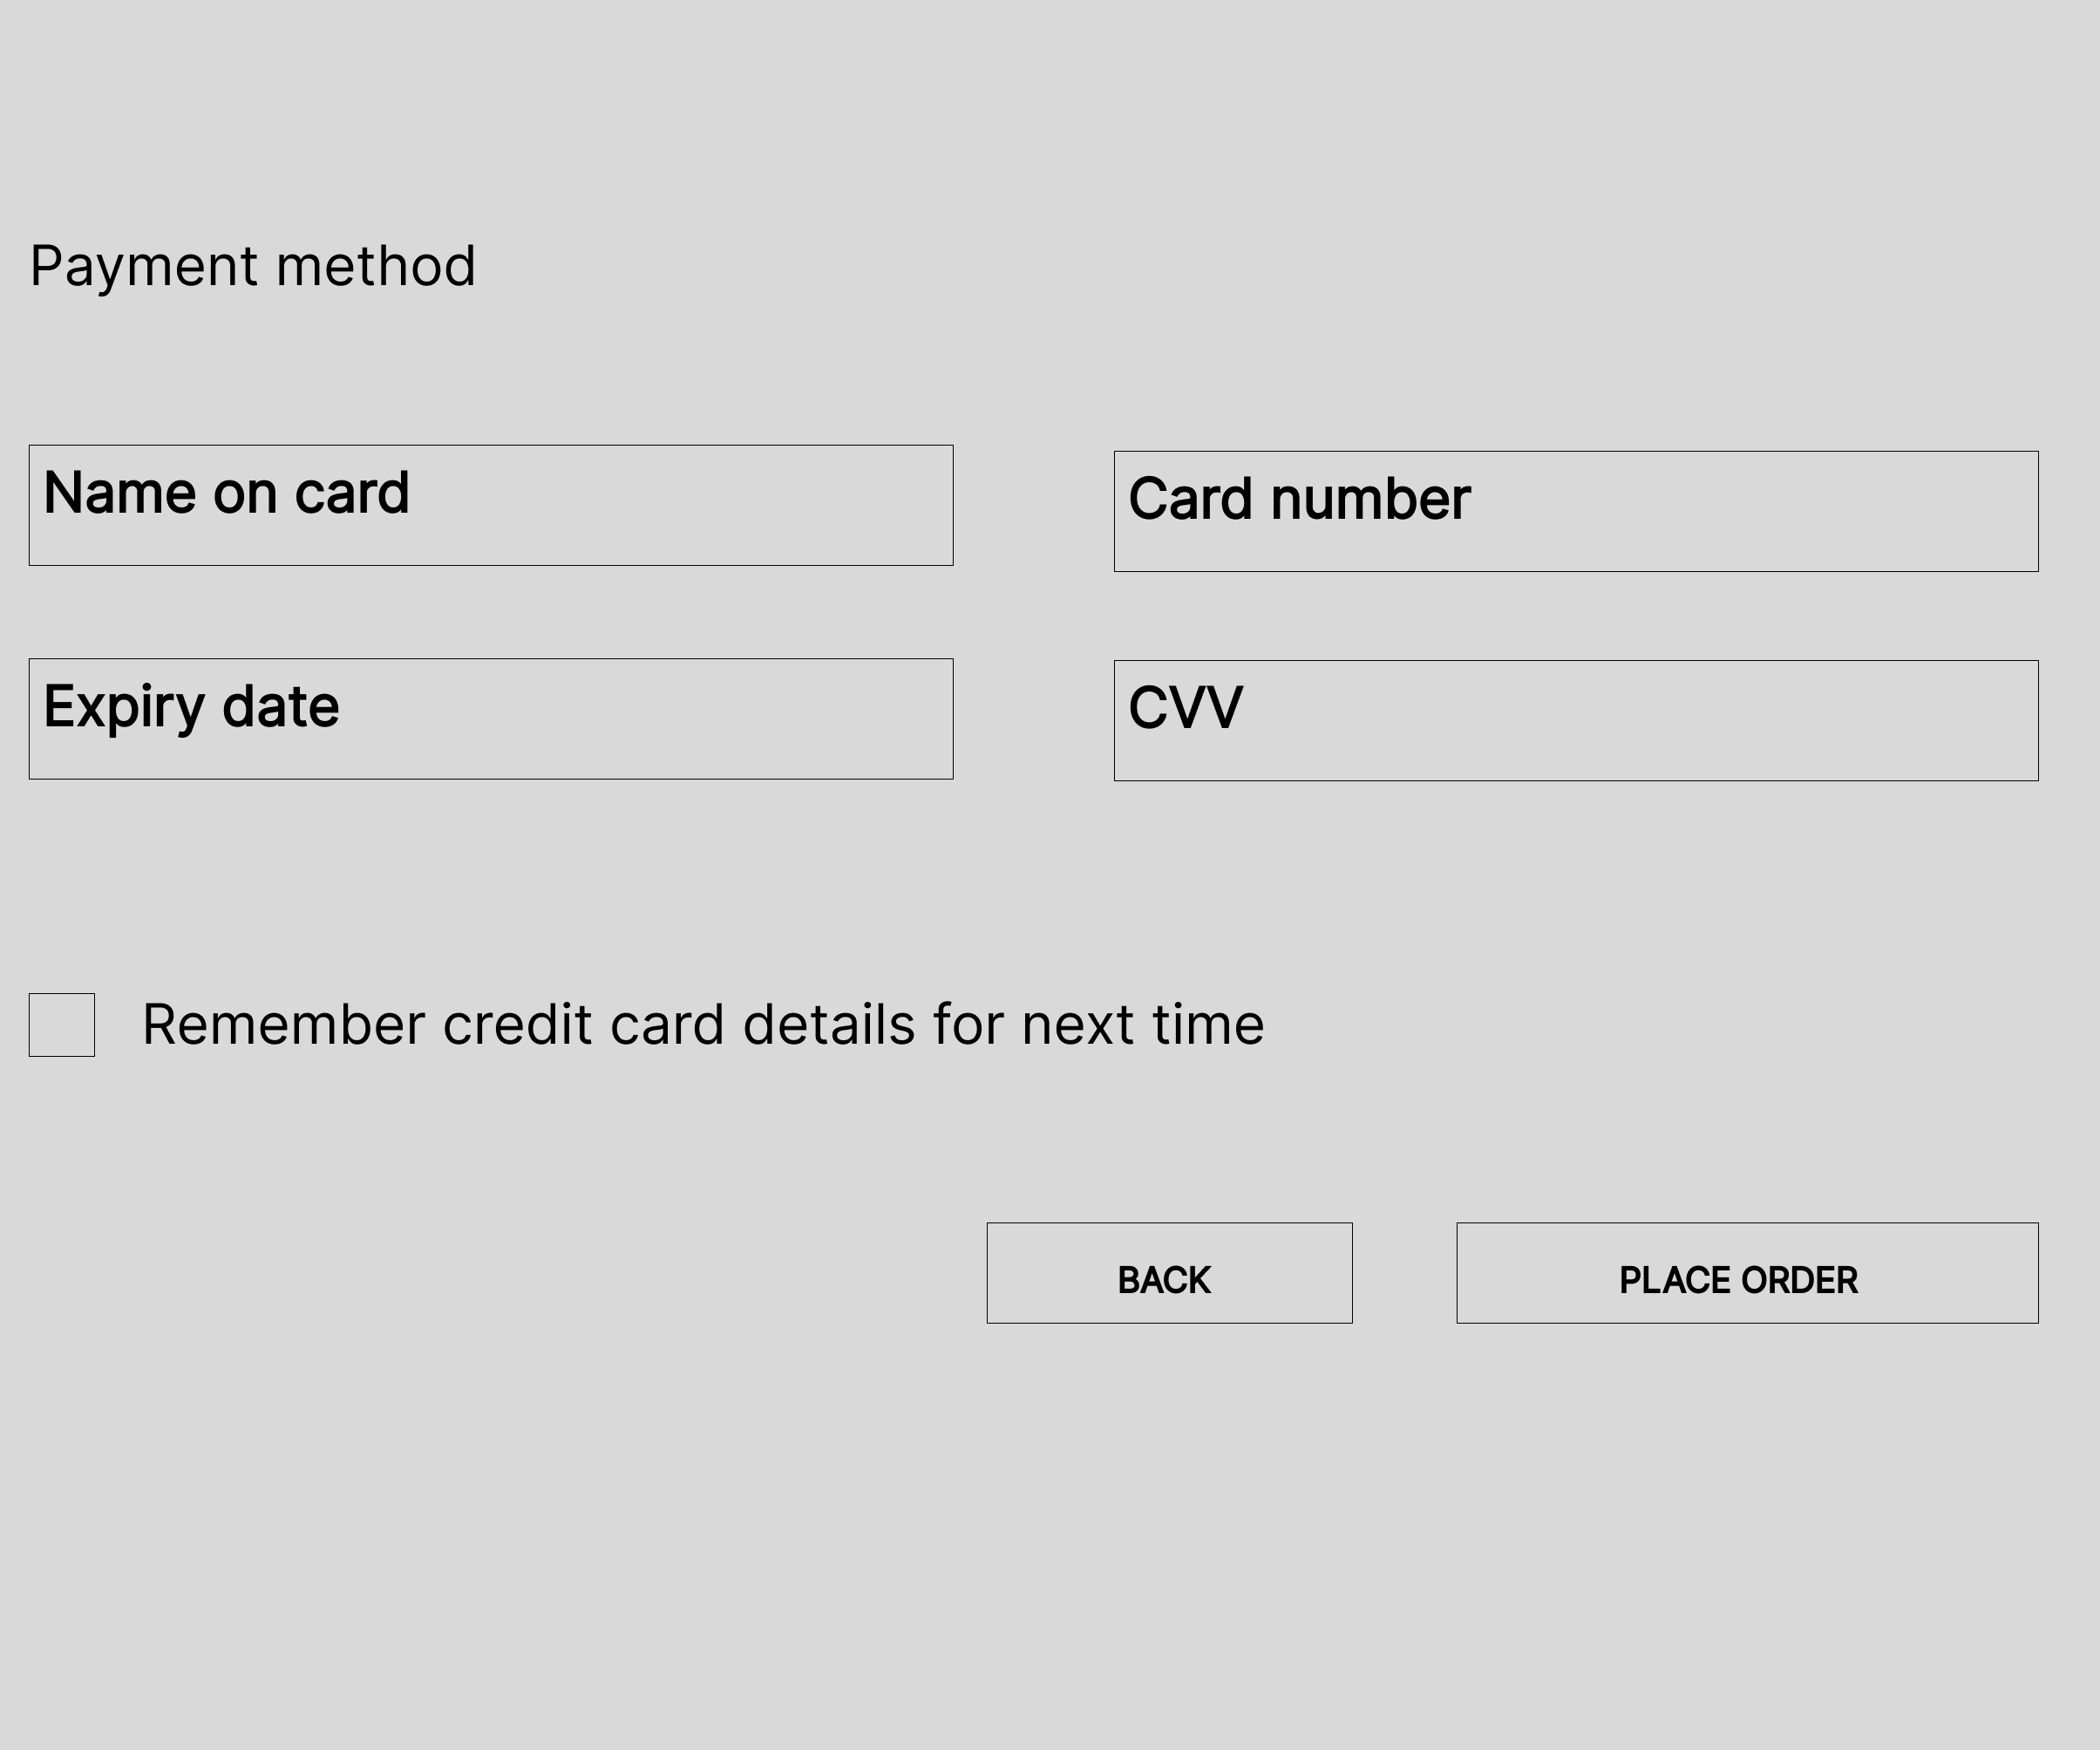 Payment method
Name on card
Card number
Expiry date
CVV
Remember credit card details for next time
BACK
PLACE ORDER